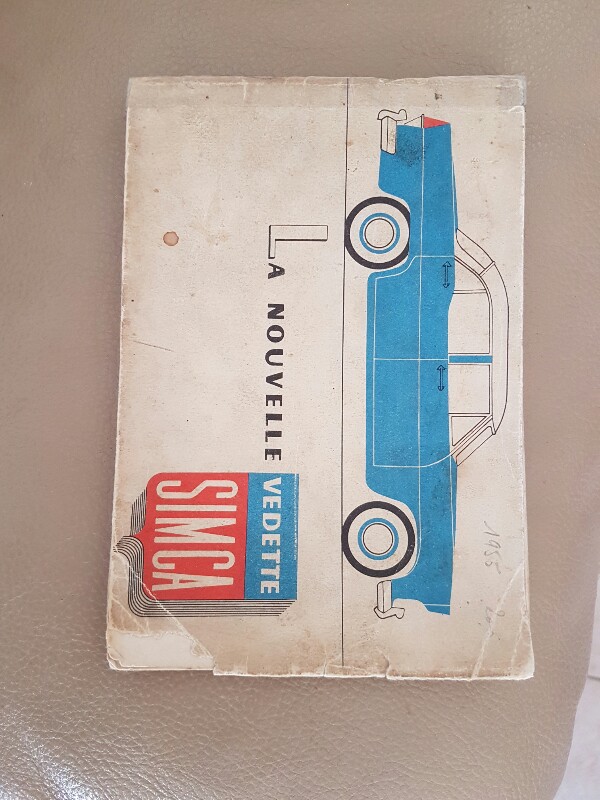 LA NOUVELLE
VEDETTE
SIMCA
1955